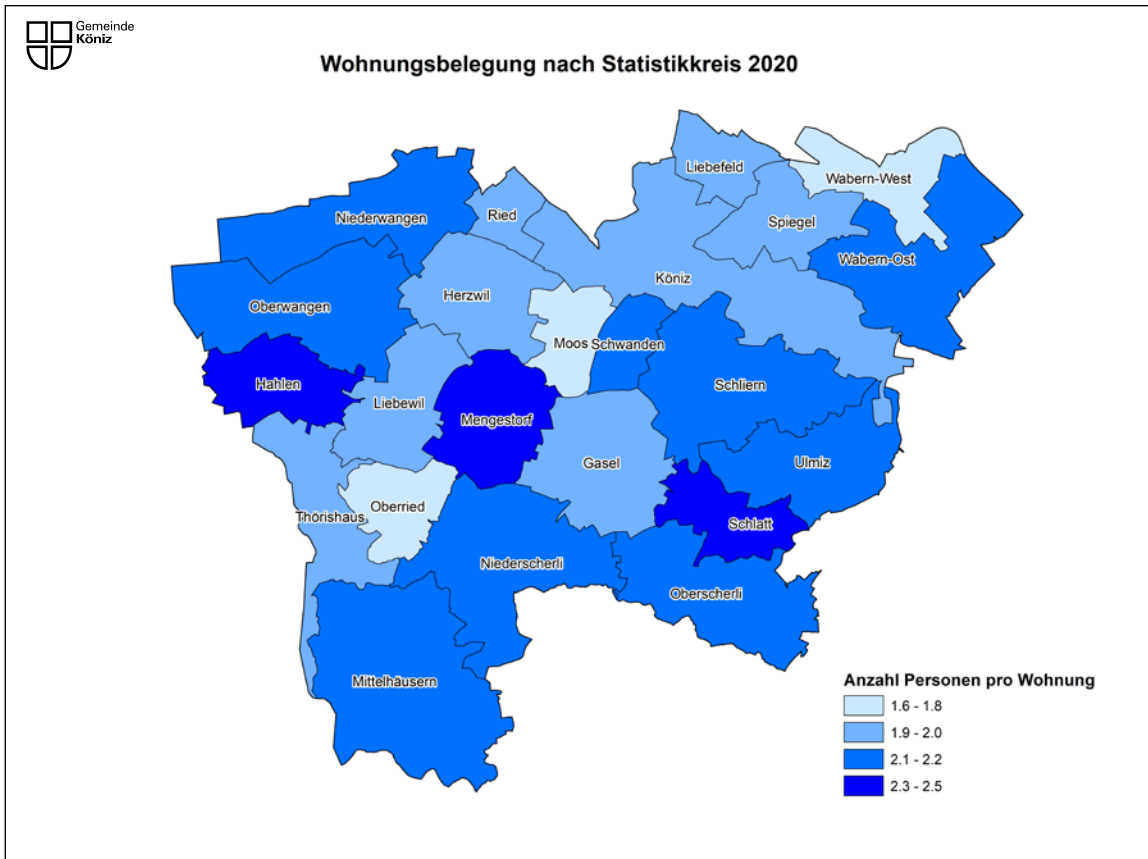 Gemeinde
Köniz
Wohnungsbelegung nach Statistikkreis 2020
Liebefeld
Wabern-West
Niederwangen
Ried
Spiegel
Wabern-Ost
Köniz
Herzwil
Oberwangen
Moos
Schwanden
Hahlen
Schliern
Liebewil
Mengestorf
Gasel
Ulmiz
Oberried
Thörishaus
Schlatt
Niederscherli
Oberscherli
Mittelhäusern
Anzahl Personen pro Wohnung
1.6 - 1.8
1.9 - 2.0
2.1 - 2.2
2.3 - 2.5